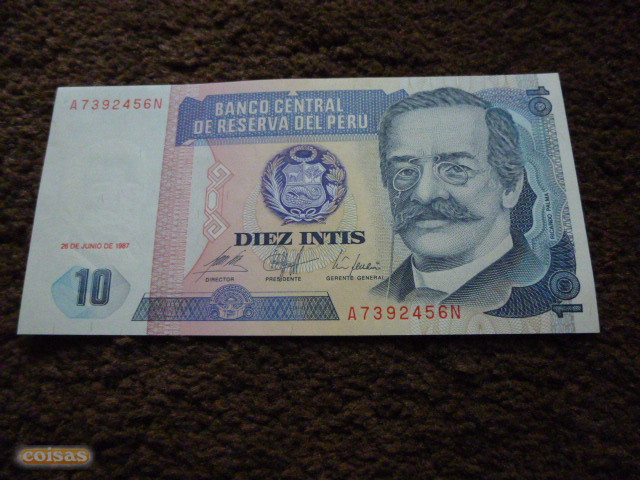 A7392456N
BANCO CENTRAL
DE RESERVA DEL PERU
10
DIEZ INTIS
RICARDO PALMA
26 DE JUNIO DE 1987
10
DIRECTOR
PRESIDENTE
GERENTE-GENERAL
10
A7392456N
coisas